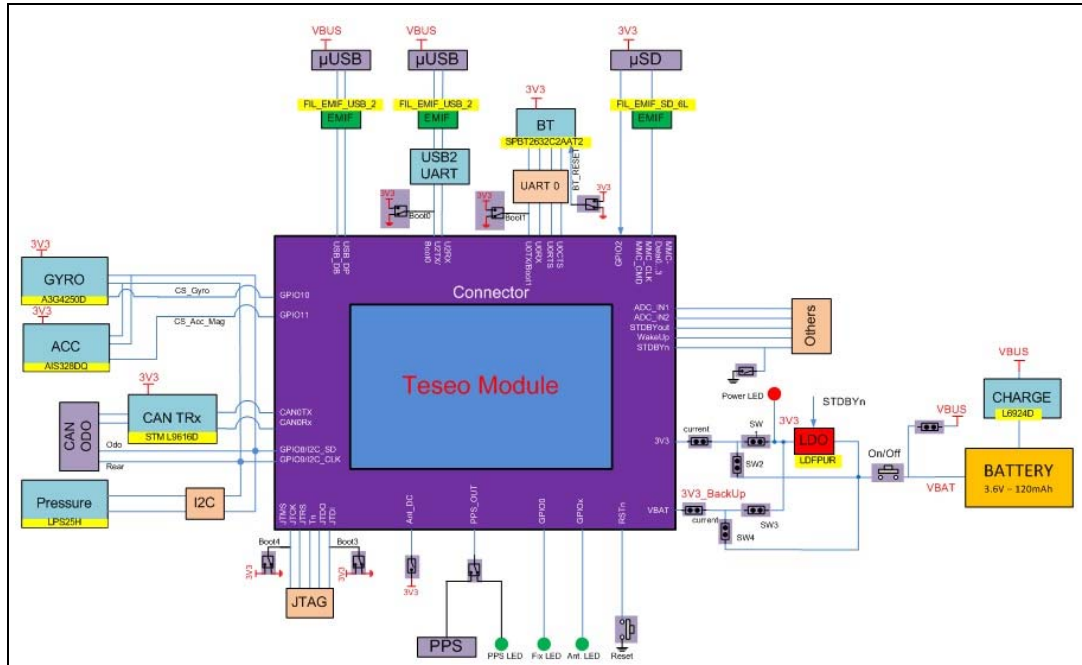 VBUS
VBUS
3V3
µUSB
µUSB
µSD
FIL_EMIF_USB_2
FIL_EMIF_USB_2
3V3
FIL_EMIF_SD_6L
EMIF
EMIF
BT
EMIF
SPBT2632C2AAT2
USB2
UART
UART 0
BT_RESET
3V3
3V3
3V3
Boot0
Boot1
USB_DB
USB_DP
U2TX/
Boot0
U2RX
U0TX/Boot1
U0RX
U0RTS
U0CTS
GPIO2
MMC_CMD
MMC_CLK
Data0...3
MMC-
3V3
GYRO
A3G4250D
CS_Gyro
GPIO10
Connector
ADC_IN1
ADC_IN2
STDBYout
WakeUp
STDBYn
Others
3V3
ACC
AIS328DQ
CS_Acc_Mag
GPIO11
Teseo Module
VBUS
CHARGE
L6924D
Power LED
STDBYn
3V3
CAN TRx
STM L9616D
CAN
ODO
CAN0TX
CAN0Rx
Odo
Rear
GPIO8/I2C_SD
GPIO9/I2C_CLK
3V3
current
SW
SW2
3V3
LDO
LDFPUR
VBUS
On/Off
VBAT
BATTERY
3.6V – 120mAh
Pressure
LPS25H
I2C
3V3_BackUp
VBAT
current
SW3
SW4
JTMS
JTCK
JTRS
Tn
JTDO
JTDI
Ant_DC
PPS_OUT
GPIO0
GPIOx
RSTn
Boot4
Boot3
3V3
3V3
3V3
JTAG
PPS
PPS LED
Fix LED
Ant. LED
Reset